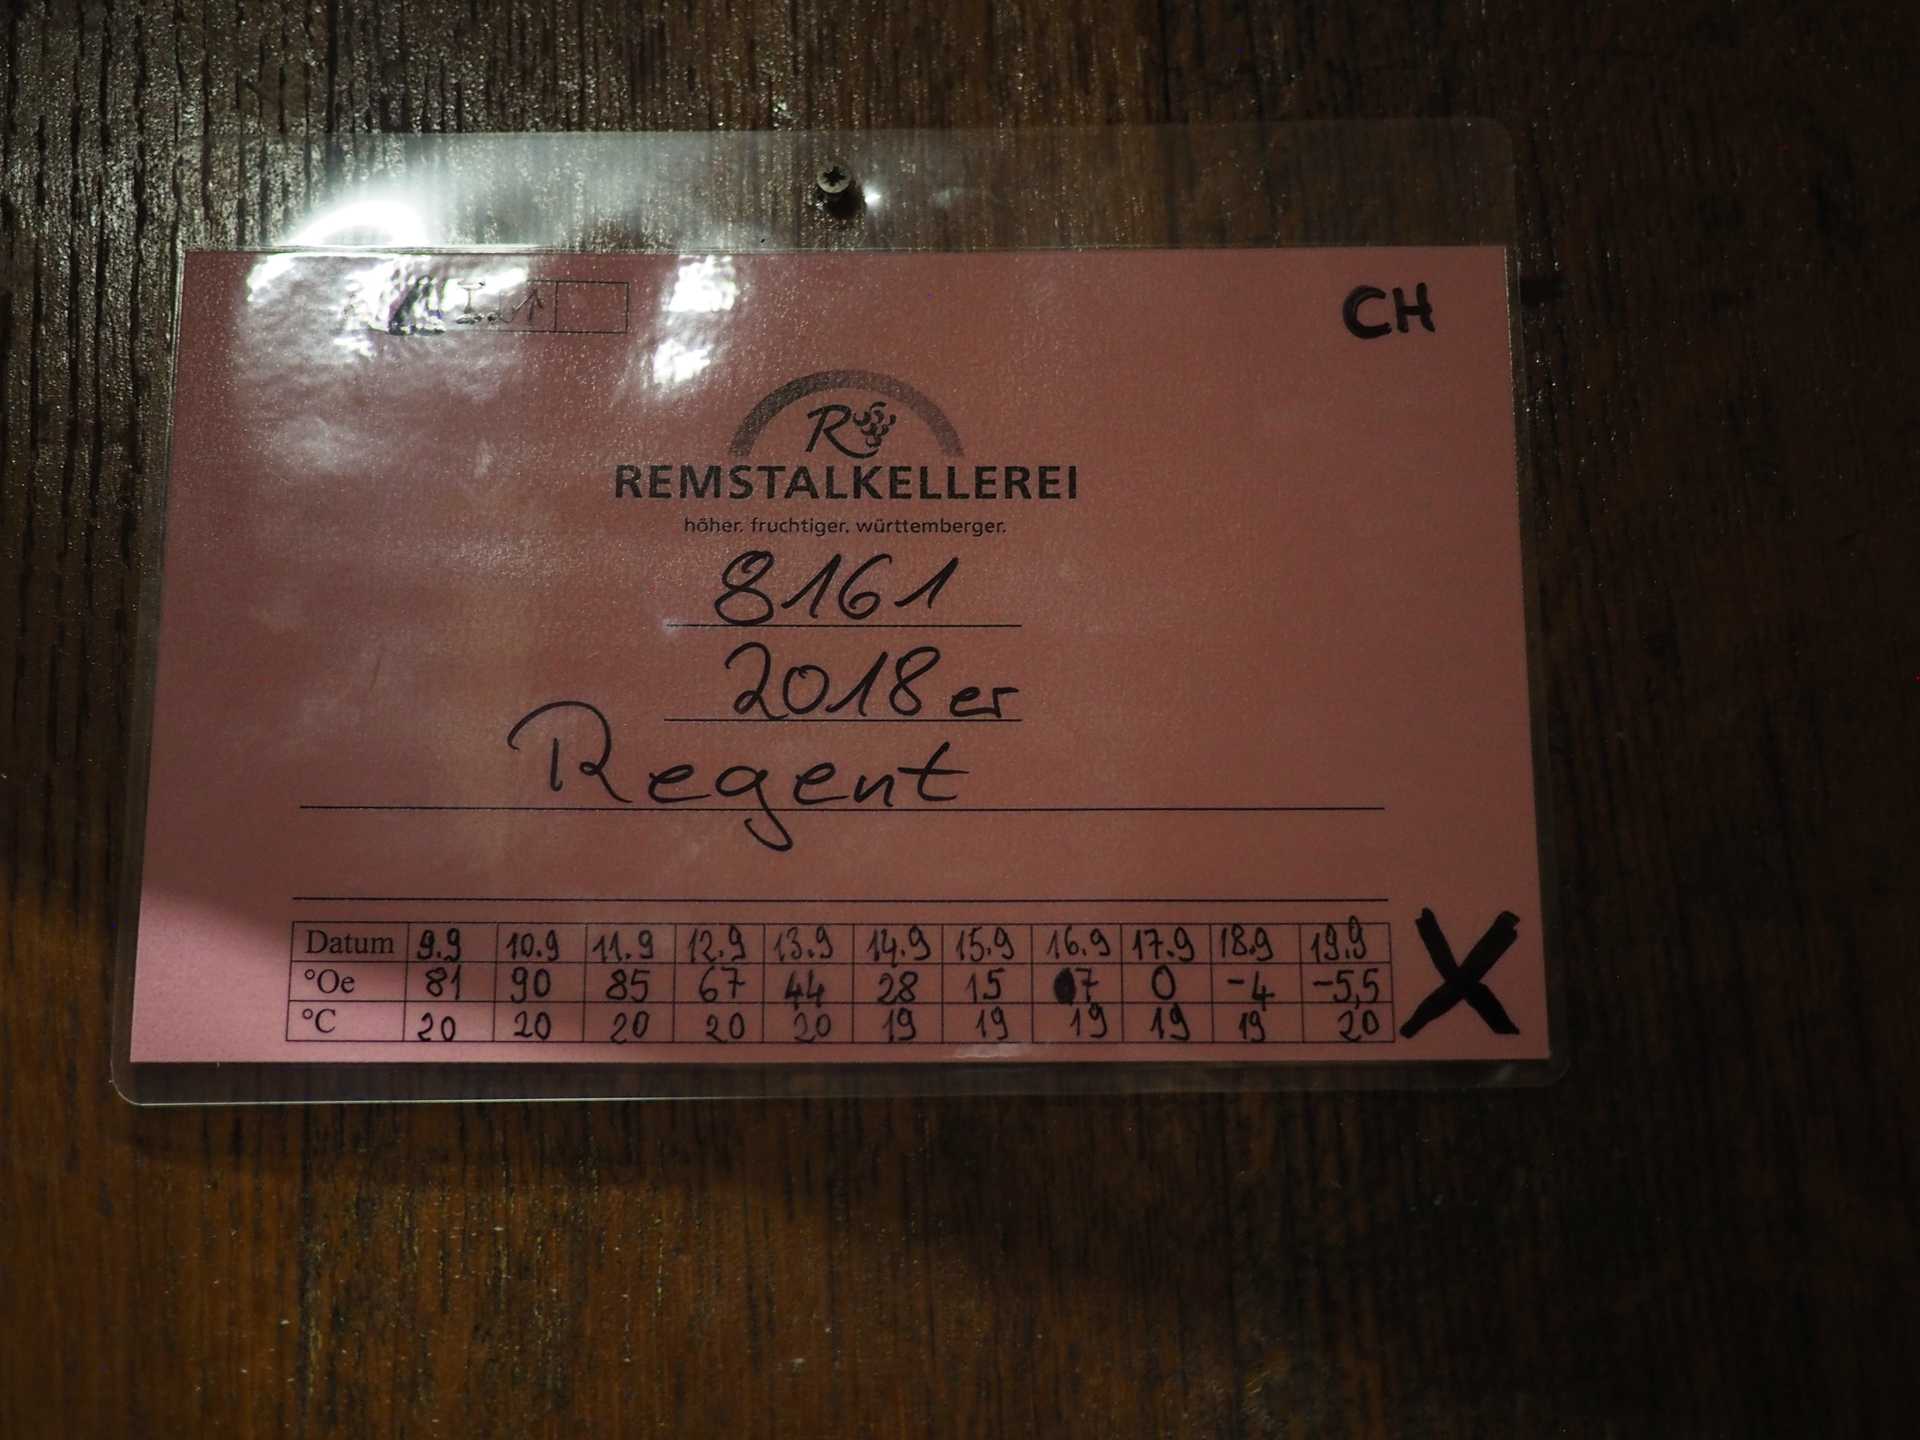 CH
R
REMSTALKELLEREI
höher. fruchtiger. württemberger.
8161
2018er
Regent
Datum 9.9 10.9 11.9 12.9 13.9 14.9 15.9 16.9 17.9 18.9 19.9
°Oe 81 90 85 67 44 28 15 7 0 -4 -5,5
°C 20 20 20 20 20 19 19 19 19 19 20
X